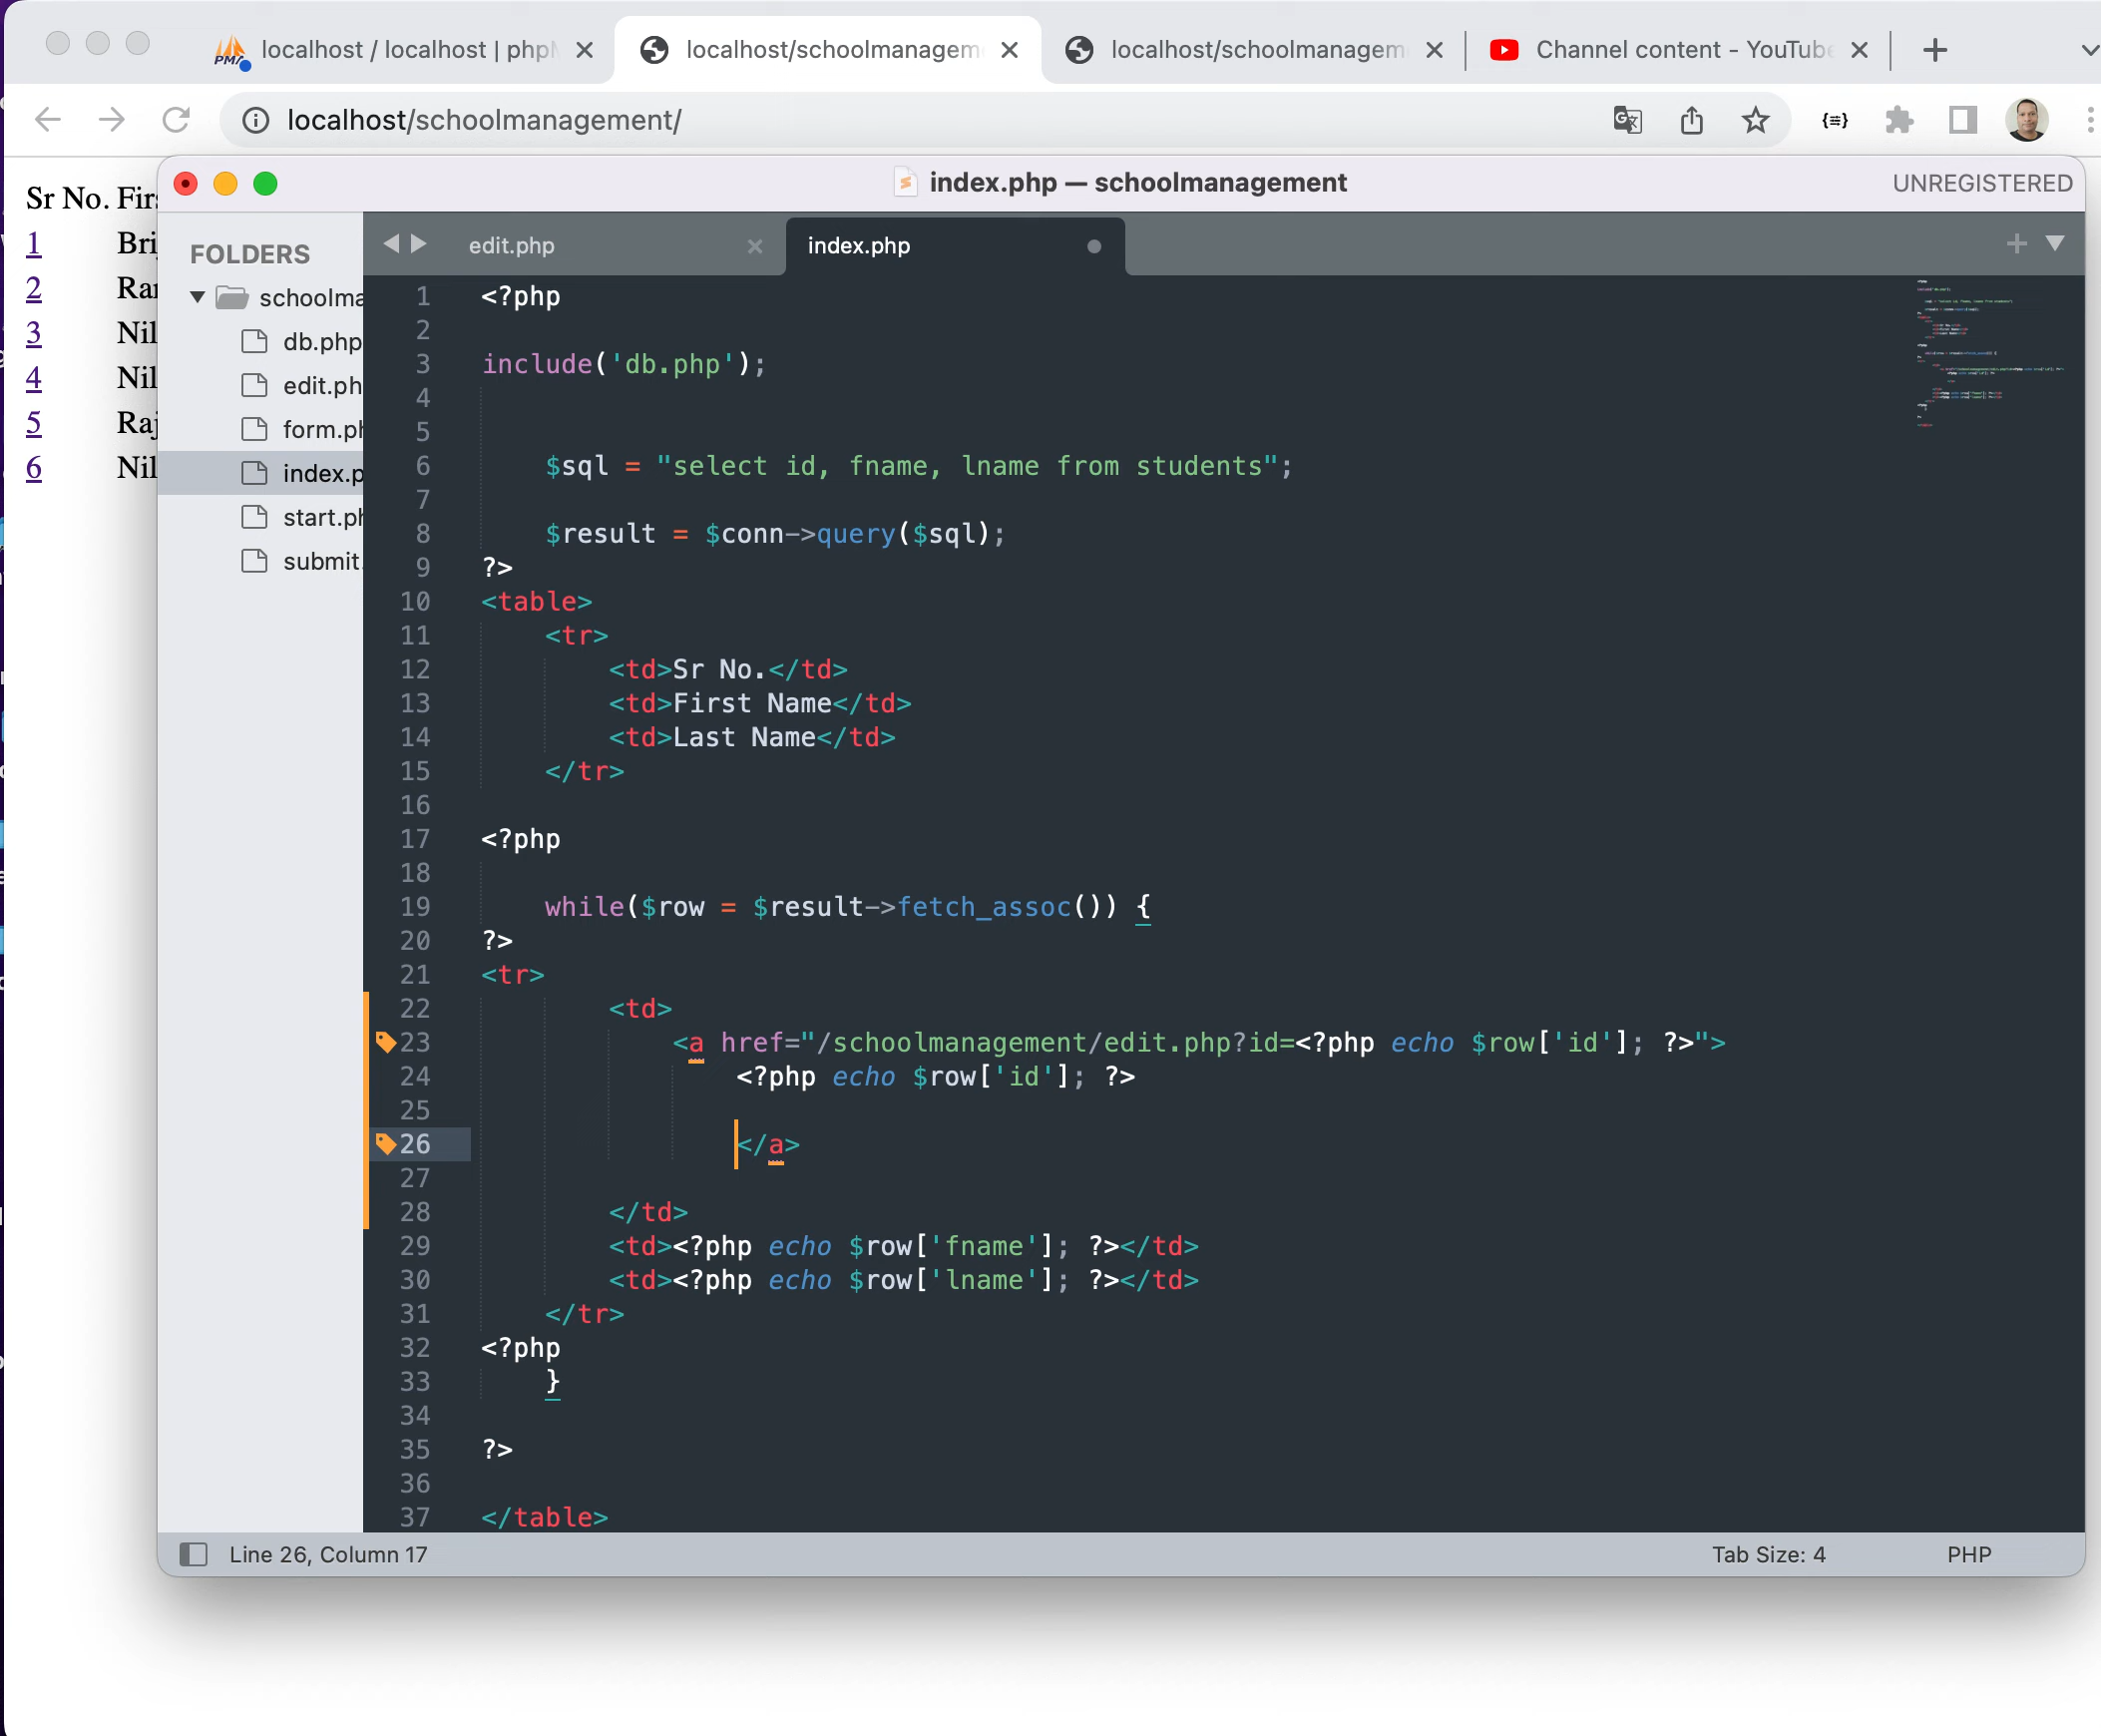 localhost / localhost | php
localhost/schoolmanagem
localhost/schoolmanagem
Channel content - YouTube
localhost/schoolmanagement/
Sr No. Firs
1 Bri
2 Rar
3 Nil
4 Nil
5 Raj
6 Nil
index.php — schoolmanagement
UNREGISTERED
FOLDERS
schoolma
db.php
edit.ph
form.ph
index.p
start.ph
submit.
edit.php
index.php
1 <?php
2
3 include('db.php');
4
5
6 $sql = "select id, fname, lname from students";
7
8 $result = $conn->query($sql);
9 ?>
10 <table>
11 <tr>
12 <td>Sr No.</td>
13 <td>First Name</td>
14 <td>Last Name</td>
15 </tr>
16
17 <?php
18
19 while($row = $result->fetch_assoc()) {
20 ?>
21 <tr>
22 <td>
23 <a href="/schoolmanagement/edit.php?id=<?php echo $row['id']; ?>">
24 <?php echo $row['id']; ?>
25
26 </a>
27
28 </td>
29 <td><?php echo $row['fname']; ?></td>
30 <td><?php echo $row['lname']; ?></td>
31 </tr>
32 <?php
33 }
34
35 ?>
36
37 </table>
Line 26, Column 17
Tab Size: 4
PHP